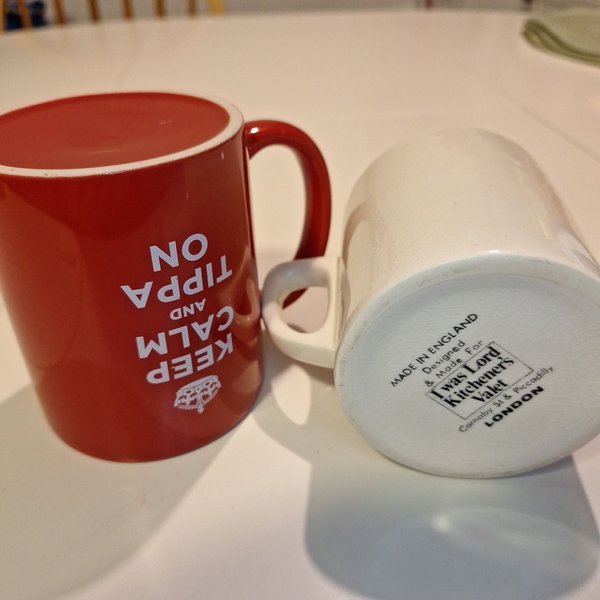 KEEP
CALM
AND
TIPPA
ON
MADE IN ENGLAND
Designed
& Made For
I was Lord
Kitchener's
Valet
Carnaby St & Piccadilly
LONDON